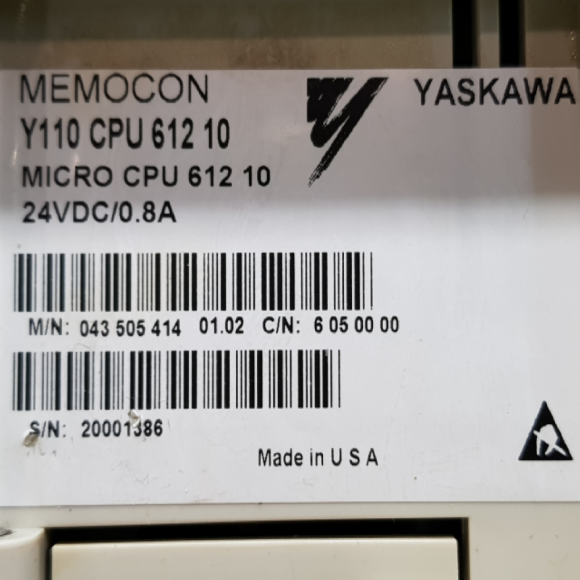 MEMOCON
YASKAWA
Y110 CPU 612 10
MICRO CPU 612 10
24VDC/0.8A
M/N: 043 505 414 01.02 C/N: 6 05 00 00
S/N: 20001386
Made in U S A